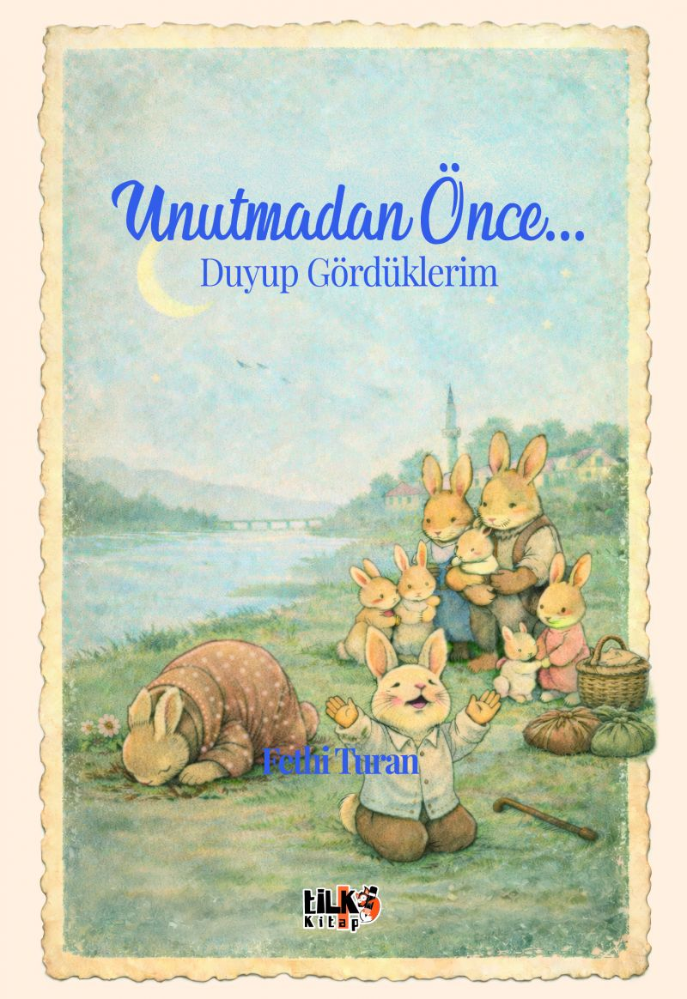 Unutmadan Önce...
Duyup Gördüklerim
Fethi Turan
tiLKi
Kitap